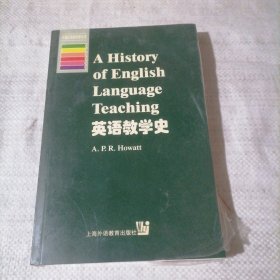 A History
of English
Language
Teaching
英语教学史
A. P. R. Howatt
上海外语教育出版社